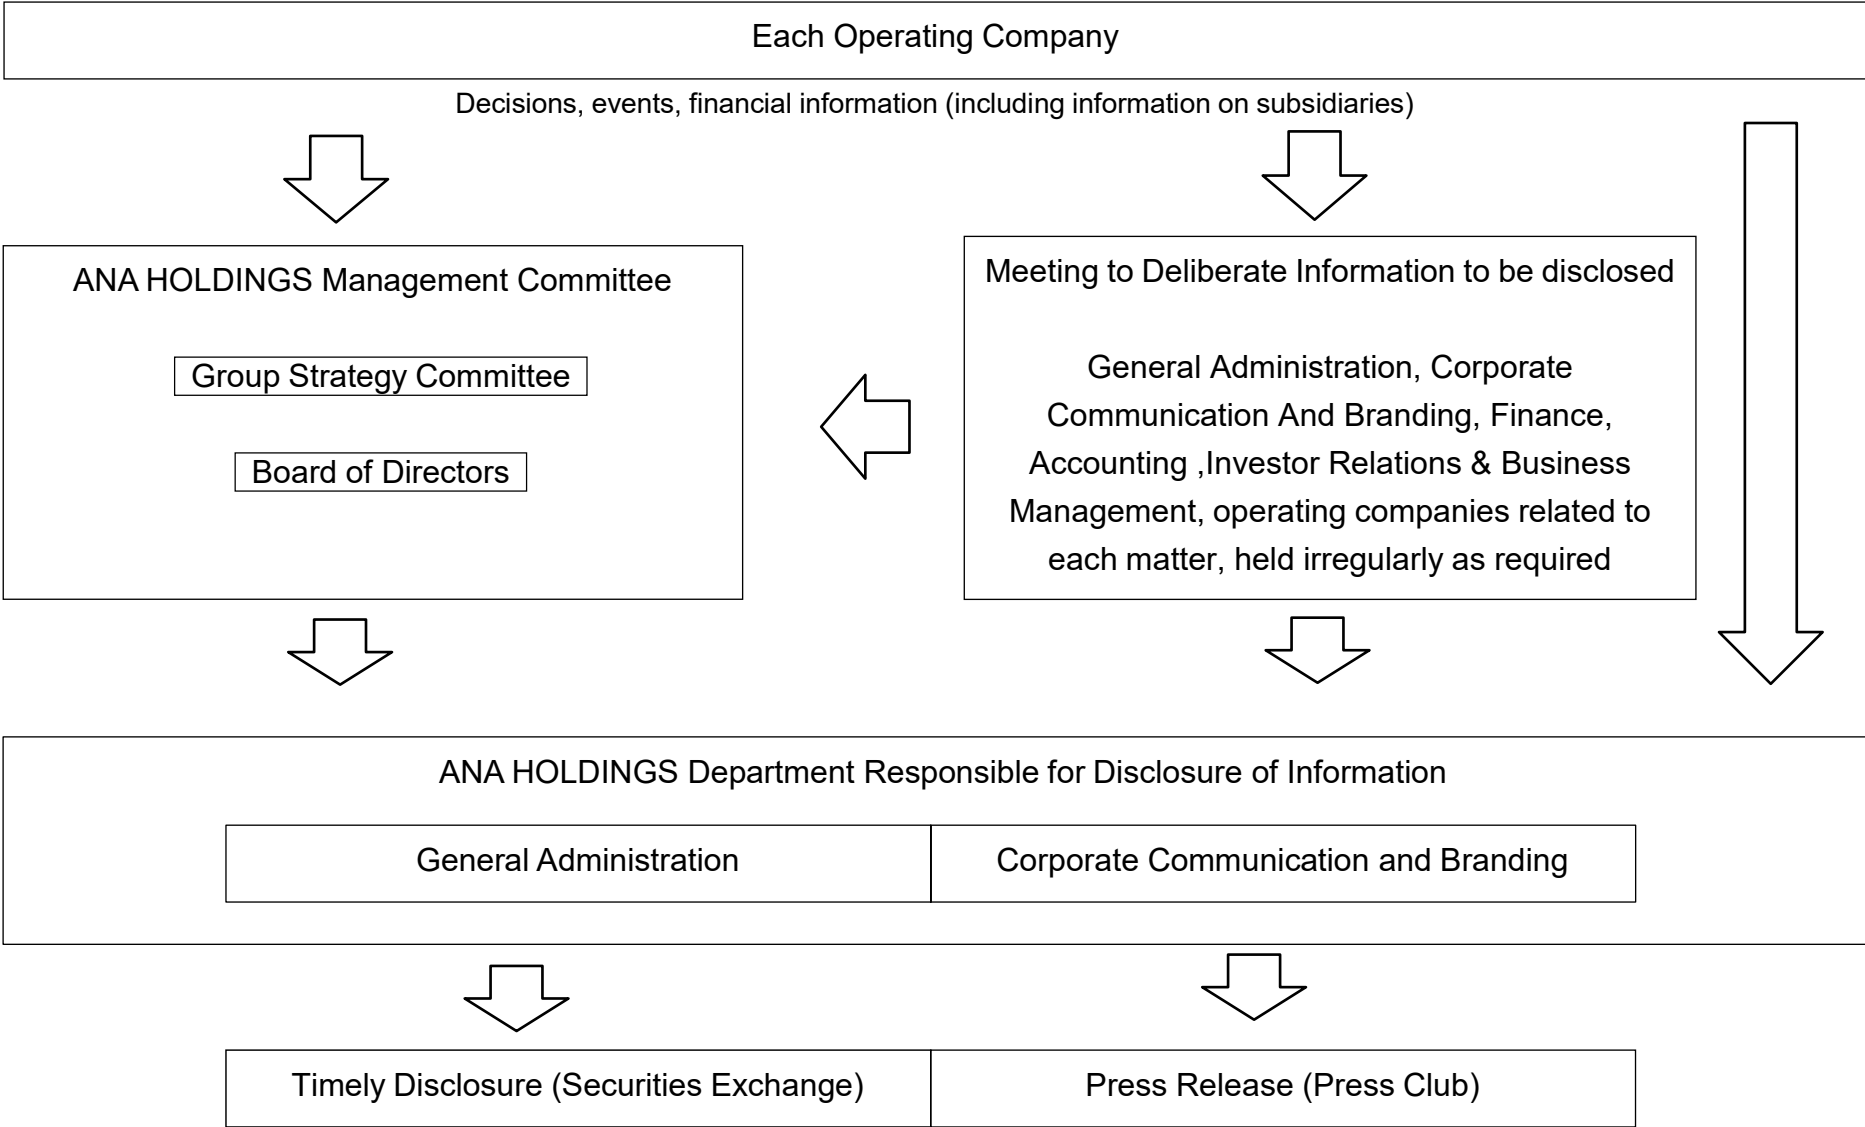 Each Operating Company
Decisions, events, financial information (including information on subsidiaries)
ANA HOLDINGS Management Committee
Group Strategy Committee
Board of Directors
Meeting to Deliberate Information to be disclosed
General Administration, Corporate
Communication And Branding, Finance,
Accounting ,Investor Relations & Business
Management, operating companies related to
each matter, held irregularly as required
ANA HOLDINGS Department Responsible for Disclosure of Information
General Administration
Corporate Communication and Branding
Timely Disclosure (Securities Exchange)
Press Release (Press Club)